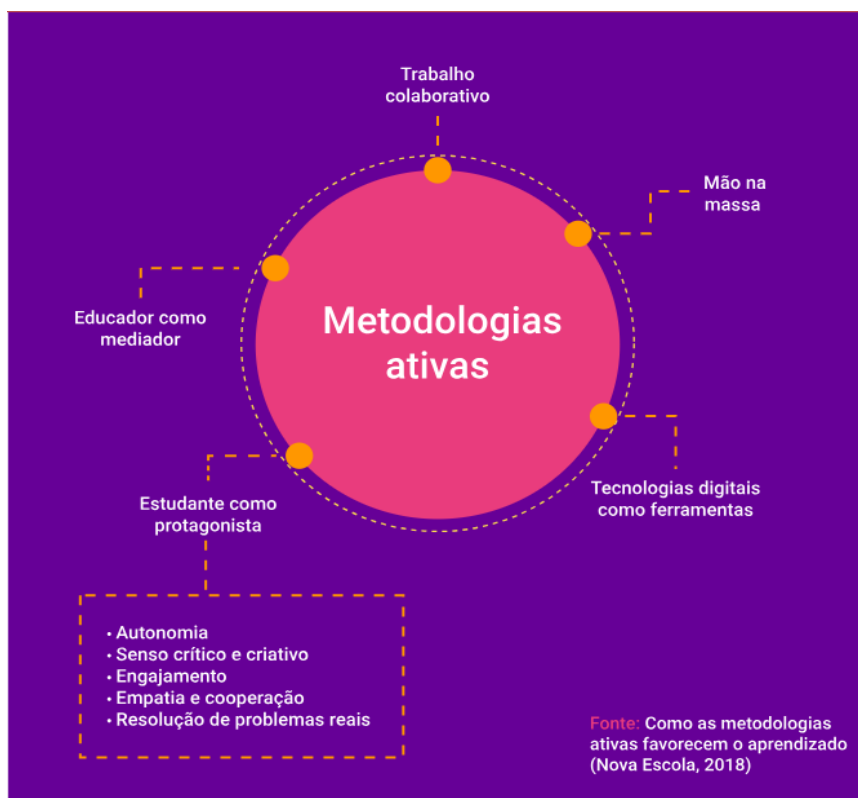 Trabalho
colaborativo
Mão na
massa
Educador como
mediador
Metodologias
ativas
Tecnologias digitais
como ferramentas
Estudante como
protagonista
• Autonomia
• Senso crítico e criativo
• Engajamento
• Empatia e cooperação
• Resolução de problemas reais
Fonte: Como as metodologias
ativas favorecem o aprendizado
(Nova Escola, 2018)